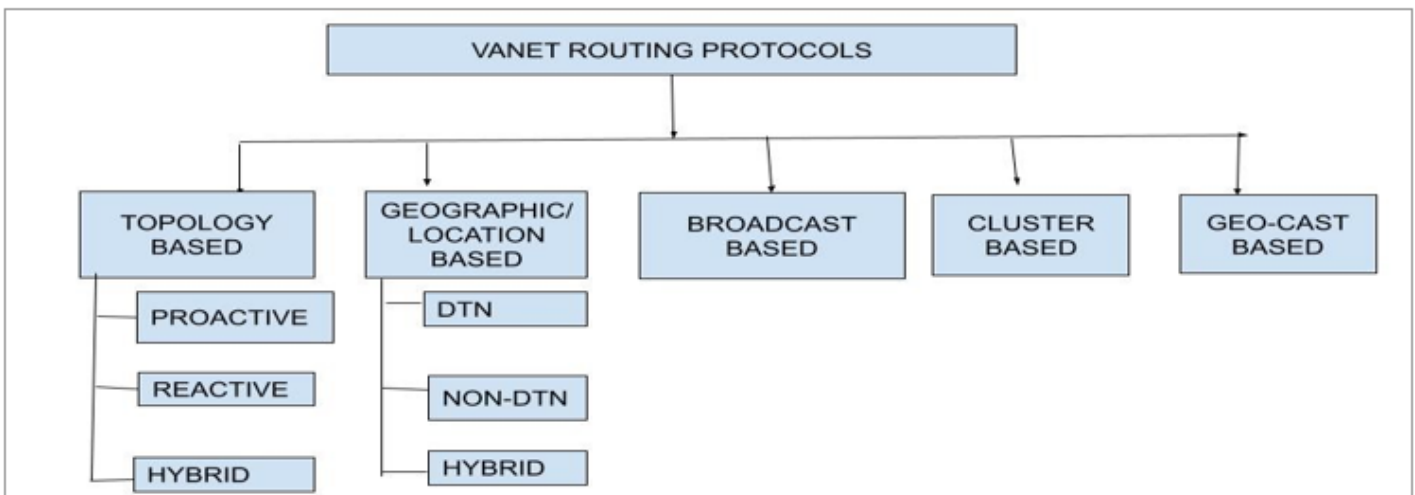 VANET ROUTING PROTOCOLS
TOPOLOGY
BASED
GEOGRAPHIC/
LOCATION
BASED
BROADCAST
BASED
CLUSTER
BASED
GEO-CAST
BASED
PROACTIVE
REACTIVE
HYBRID
DTN
NON-DTN
HYBRID